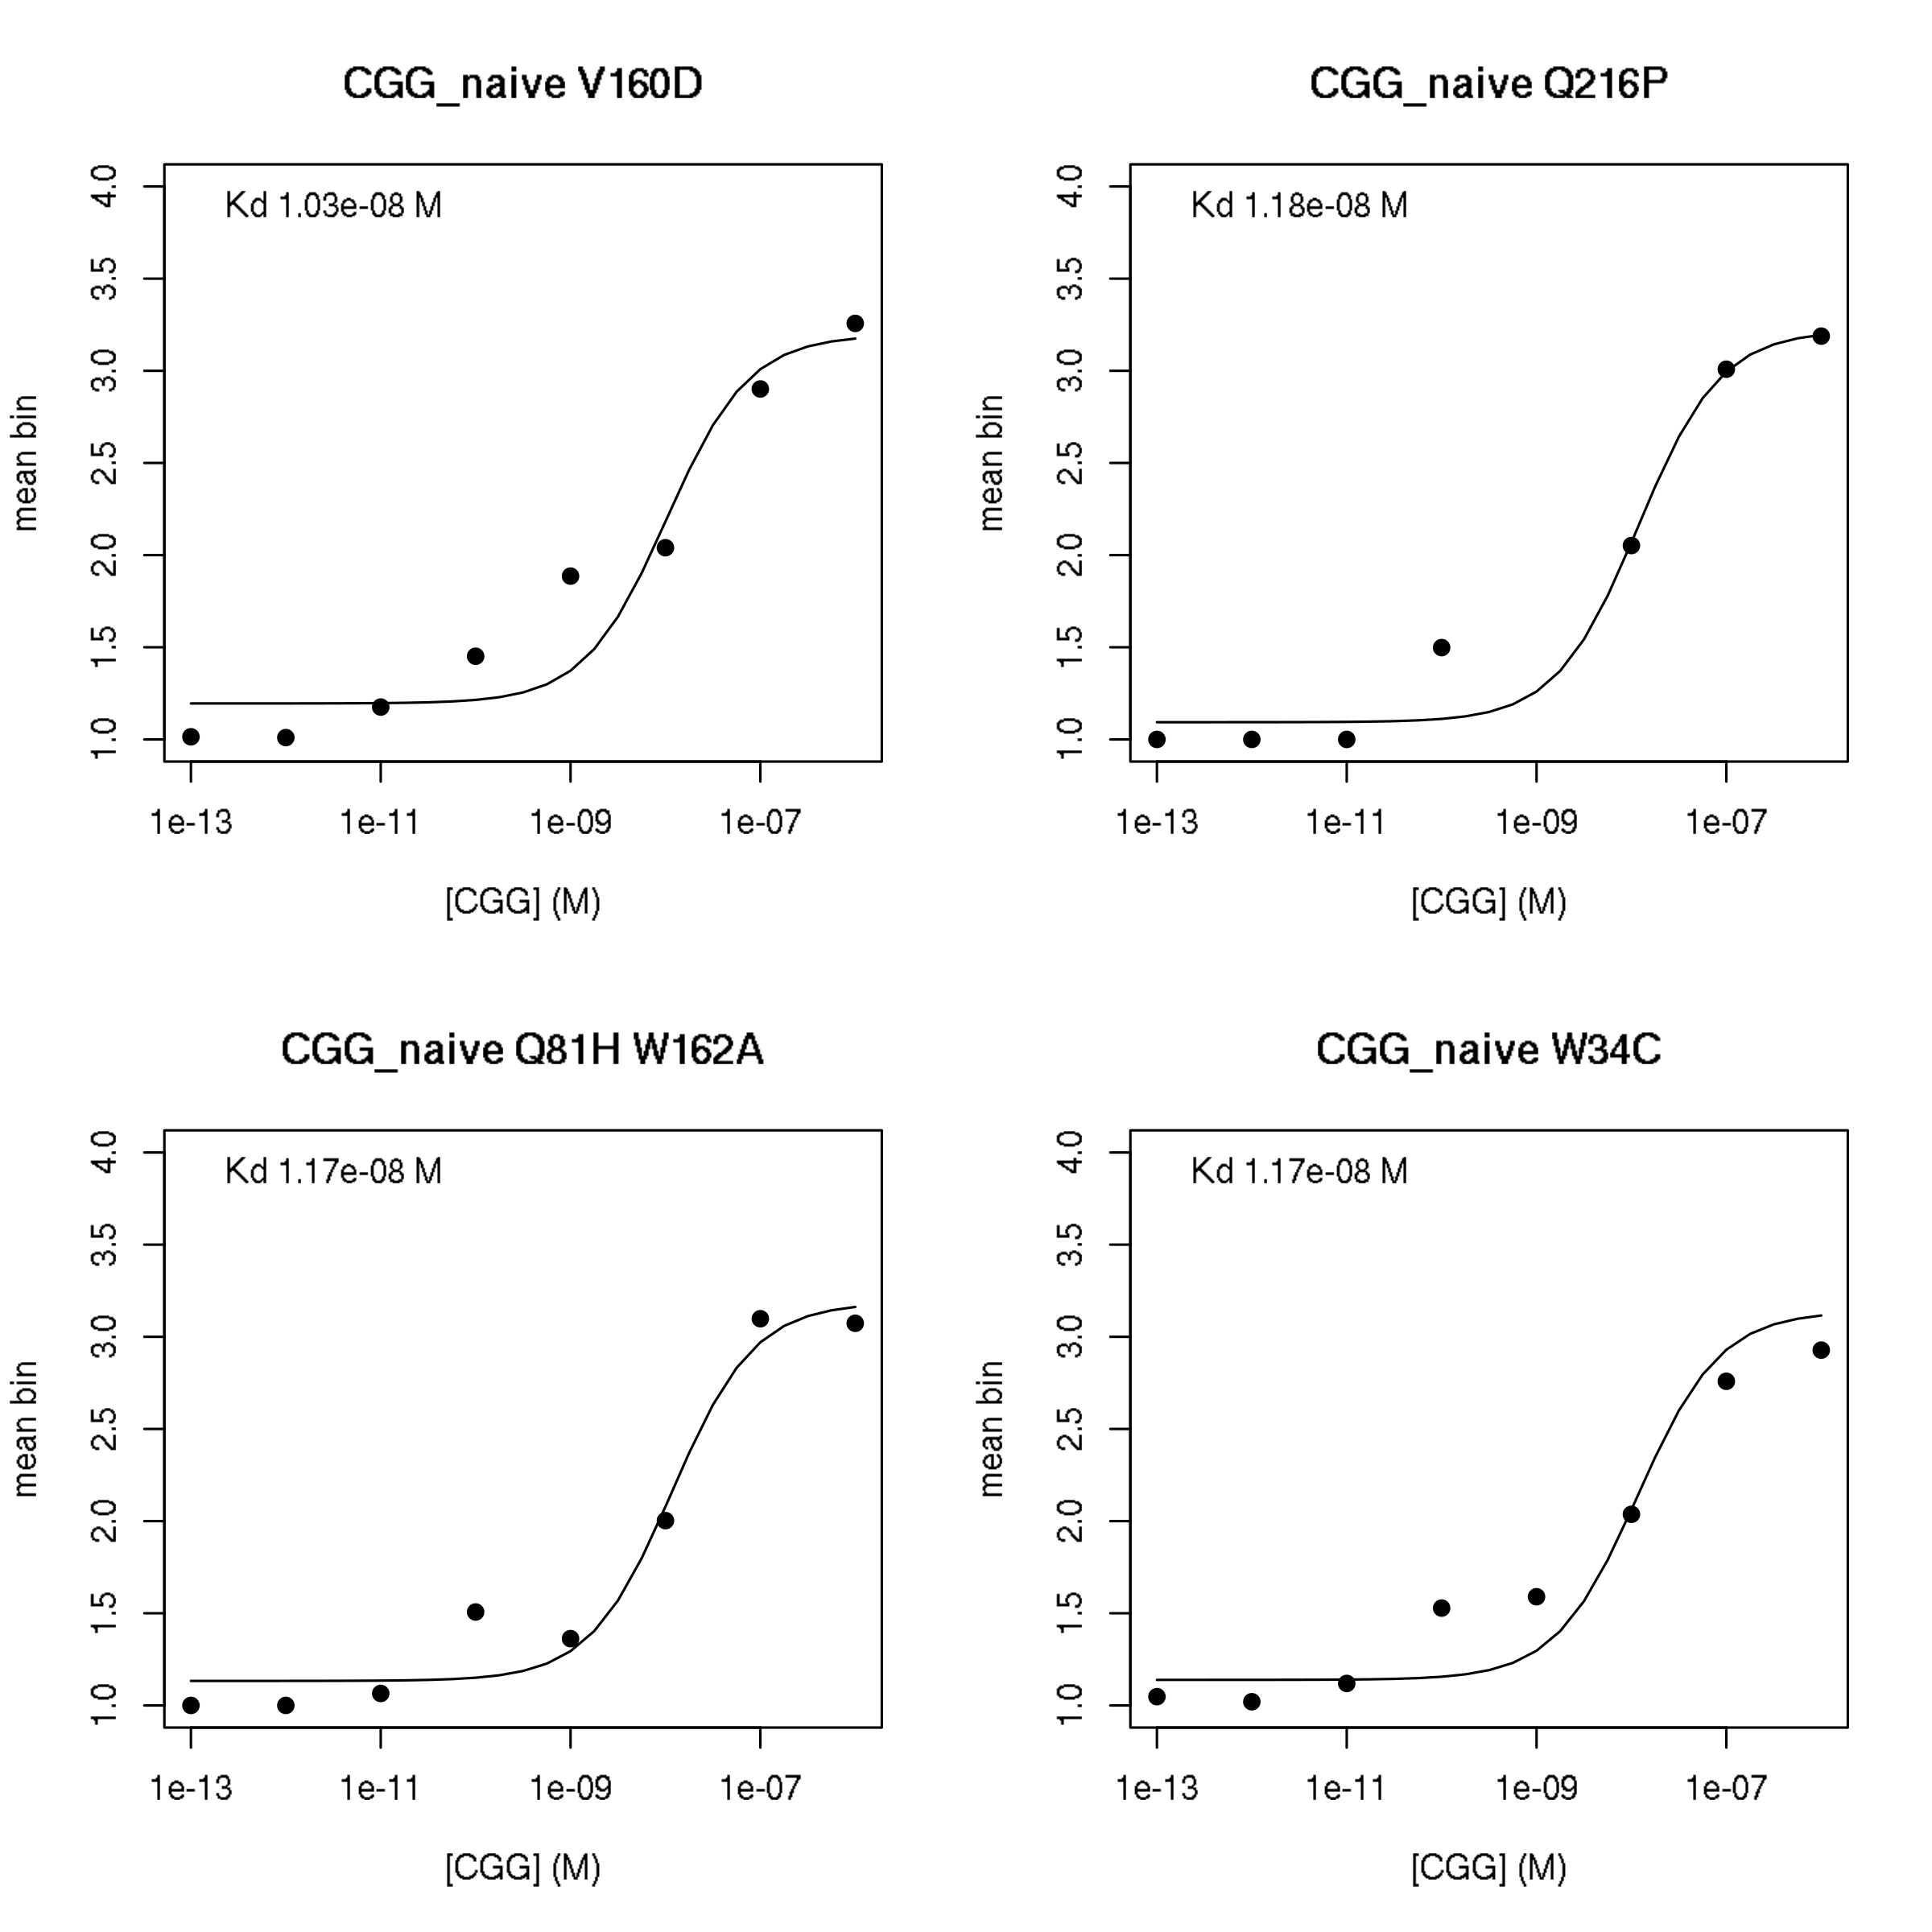 CGG_naive V160D
Kd 1.03e-08 M
mean bin
4.0
3.5
3.0
2.5
2.0
1.5
1.0
1e-13 1e-11 1e-09 1e-07
[CGG] (M)
CGG_naive Q216P
Kd 1.18e-08 M
mean bin
4.0
3.5
3.0
2.5
2.0
1.5
1.0
1e-13 1e-11 1e-09 1e-07
[CGG] (M)
CGG_naive Q81H W162A
Kd 1.17e-08 M
mean bin
4.0
3.5
3.0
2.5
2.0
1.5
1.0
1e-13 1e-11 1e-09 1e-07
[CGG] (M)
CGG_naive W34C
Kd 1.17e-08 M
mean bin
4.0
3.5
3.0
2.5
2.0
1.5
1.0
1e-13 1e-11 1e-09 1e-07
[CGG] (M)